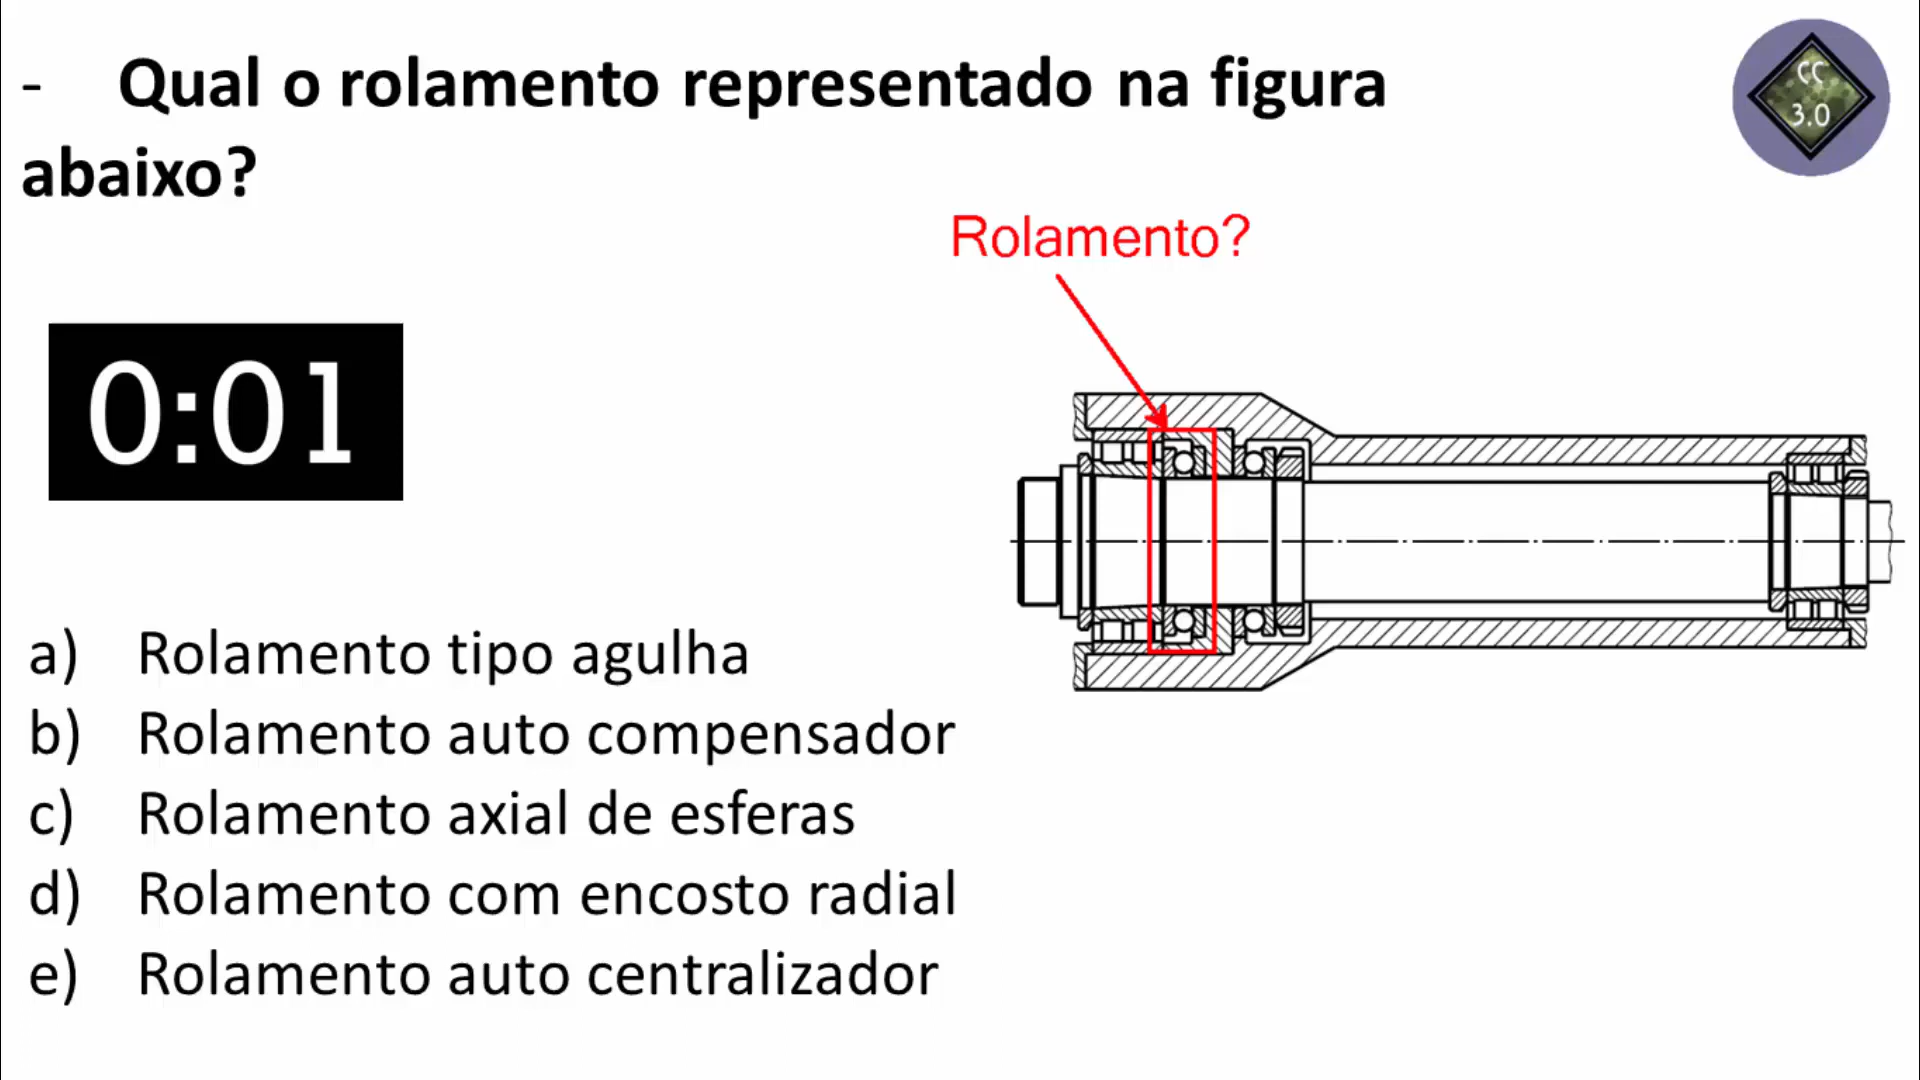 - Qual o rolamento representado na figura
abaixo?
CC
3.0
Rolamento?
0:01
a) Rolamento tipo agulha
b) Rolamento auto compensador
c) Rolamento axial de esferas
d) Rolamento com encosto radial
e) Rolamento auto centralizador